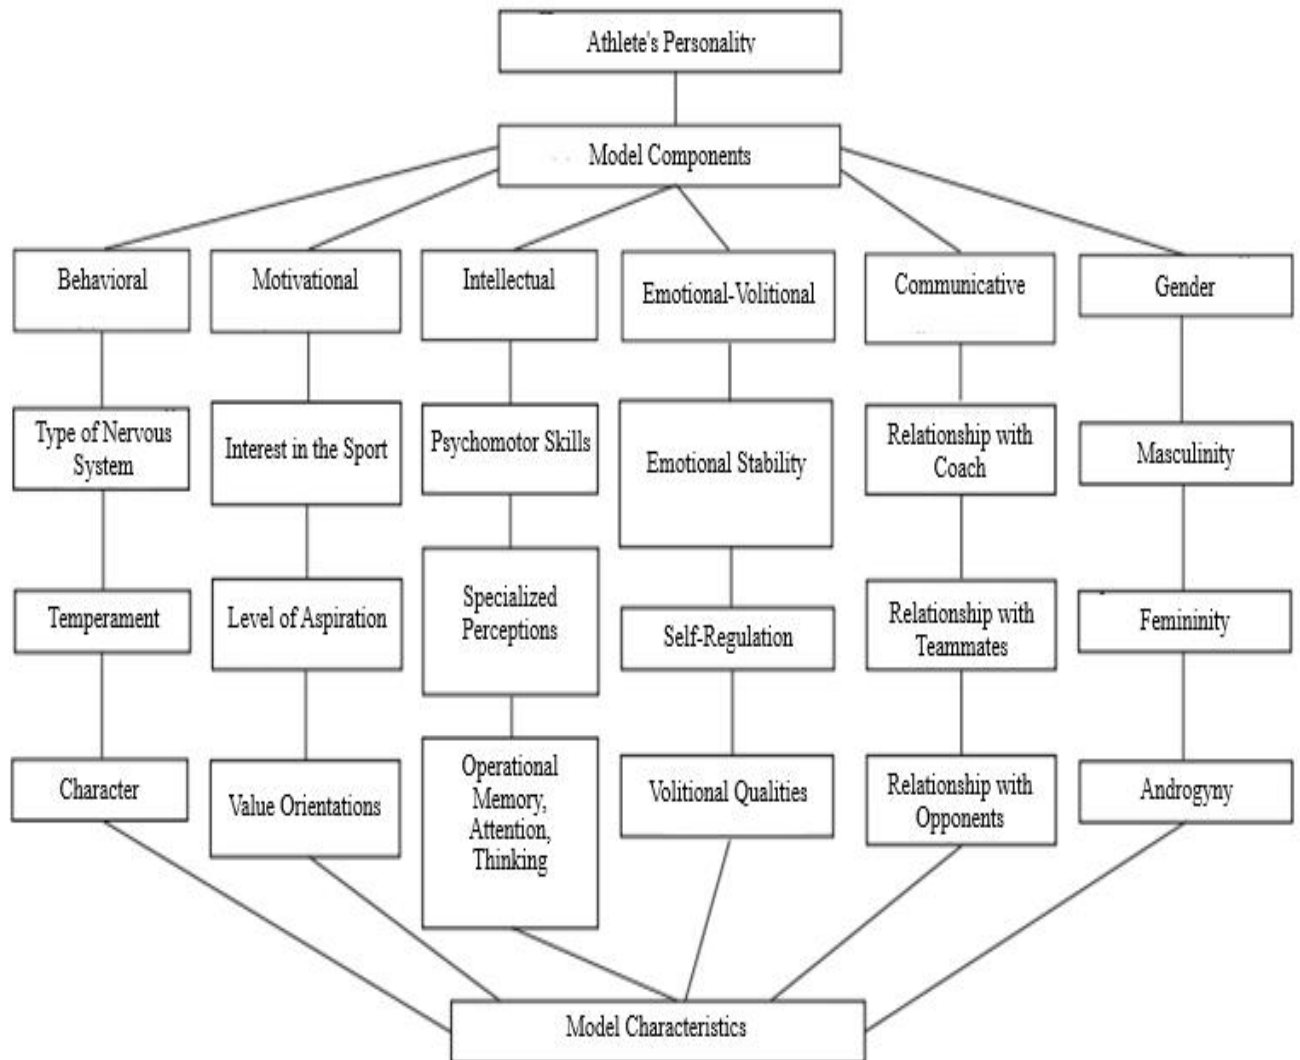 Athlete's Personality
Model Components
Behavioral
Motivational
Intellectual
Emotional-Volitional
Communicative
Gender
Type of Nervous
System
Interest in the Sport
Psychomotor Skills
Emotional Stability
Relationship with
Coach
Masculinity
Temperament
Level of Aspiration
Specialized
Perceptions
Self-Regulation
Relationship with
Teammates
Femininity
Character
Value Orientations
Operational
Memory,
Attention,
Thinking
Volitional Qualities
Relationship with
Opponents
Androgyny
Model Characteristics